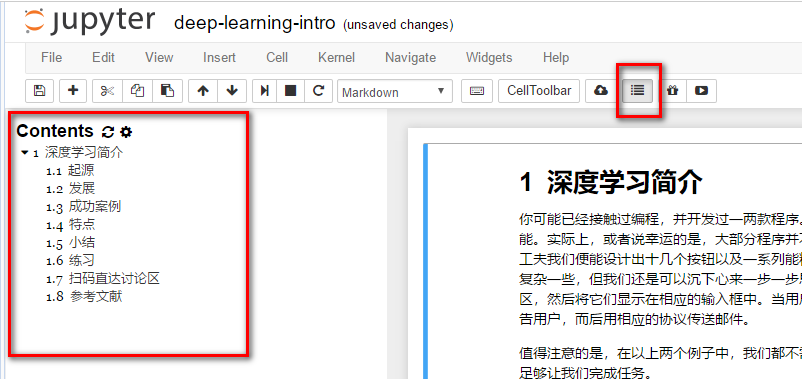 jupyter deep-learning-intro (unsaved changes)
File Edit View Insert Cell Kernel Navigate Widgets Help
Markdown CellToolbar
Contents
1 深度学习简介
1.1 起源
1.2 发展
1.3 成功案例
1.4 特点
1.5 小结
1.6 练习
1.7 扫码直达讨论区
1.8 参考文献
1 深度学习简介
你可能已经接触过编程，并开发过一两款程序。
能。实际上，或者说幸运的是，大部分程序并不
工夫我们便能设计出十几个按钮以及一系列能
复杂一些，但我们还是可以沉下心来一步一步
区，然后将它们显示在相应的输入框中。当用
告用户，而后用相应的协议传送邮件。
值得注意的是，在以上两个例子中，我们都不
足够让我们完成任务。